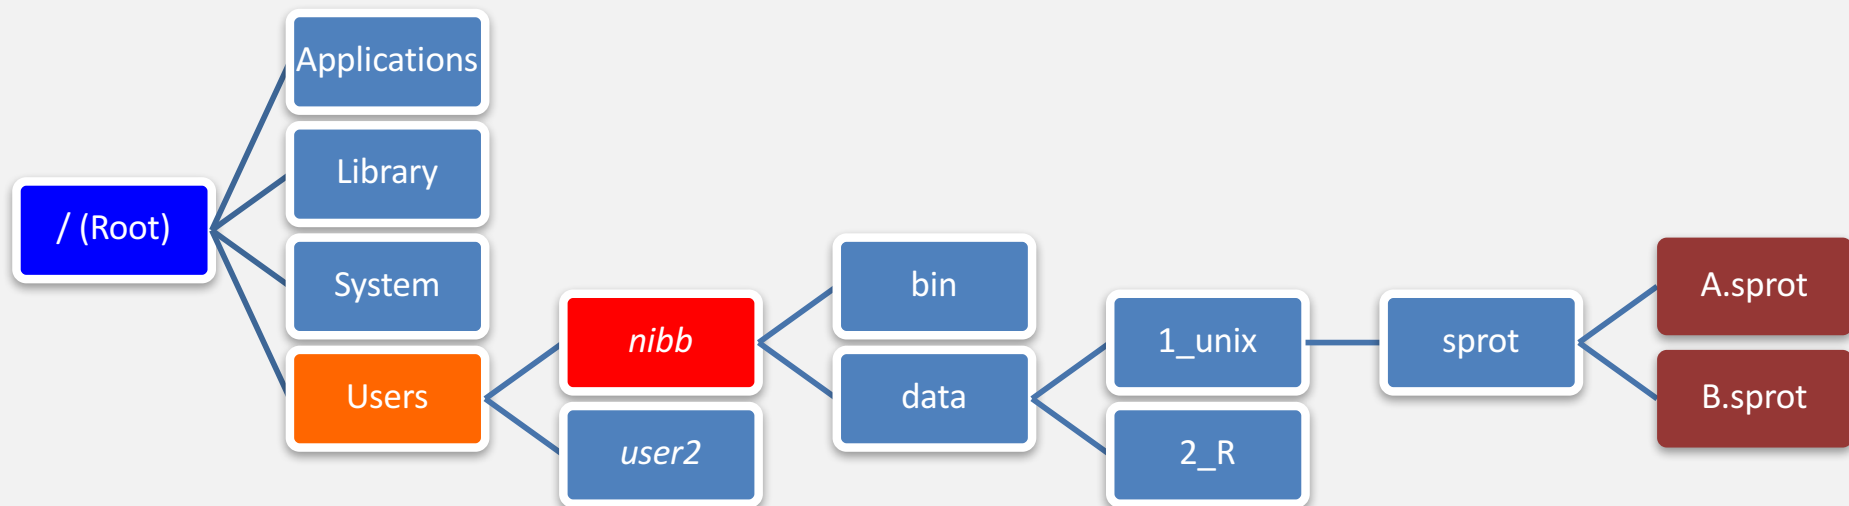 Applications
Library
/ (Root)
System
Users
nibb
user2
bin
data
1_unix
2_R
sprot
A.sprot
B.sprot